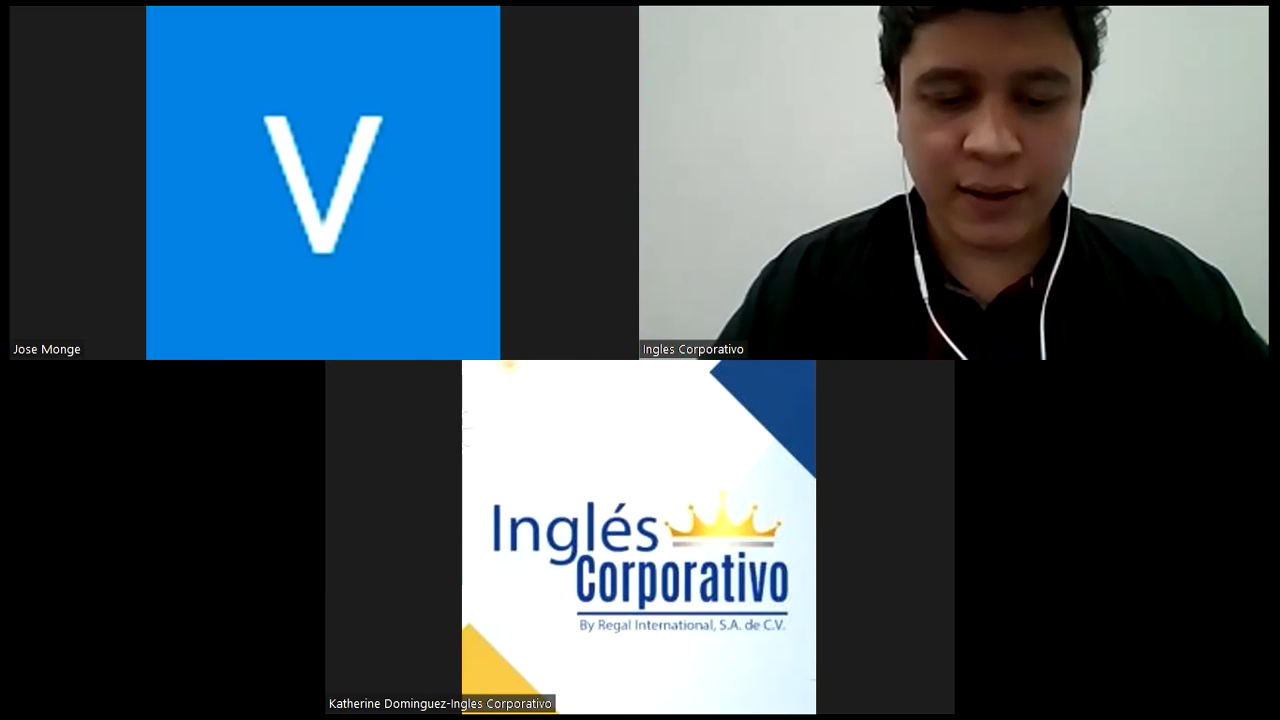 V
Jose Monge
Ingles Corporativo
Inglés
Corporativo
By Regal International, S.A. de C.V.
Katherine Dominguez-Ingles Corporativo